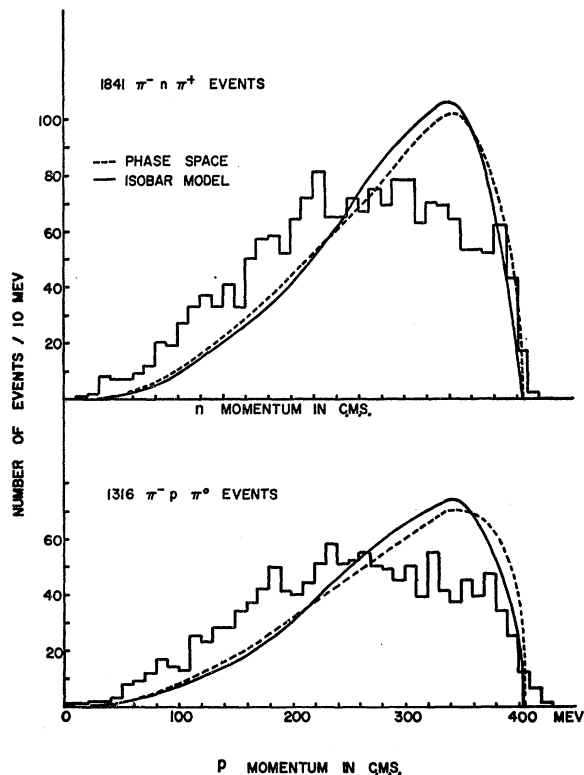 1841 π⁻ n π⁺ EVENTS
100
--- PHASE SPACE
— ISOBAR MODEL
80
60
40
20
n MOMENTUM IN C.M.S.
NUMBER OF EVENTS / 10 MEV
1316 π⁻ p π° EVENTS
60
40
20
0 100 200 300 400 MEV
p MOMENTUM IN C.M.S.